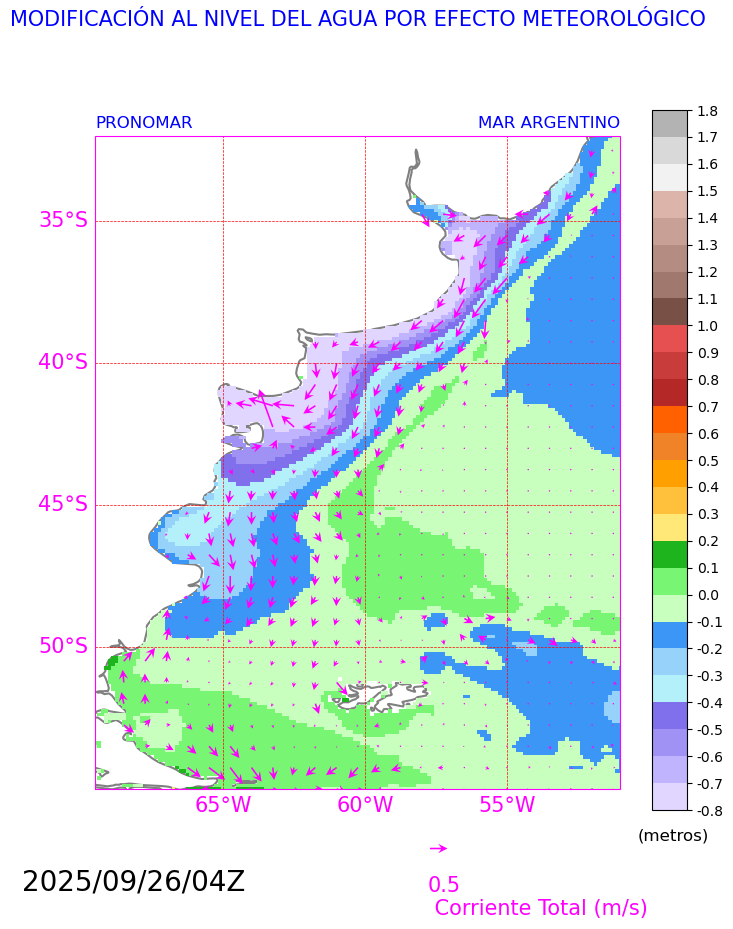 MODIFICACIÓN AL NIVEL DEL AGUA POR EFECTO METEOROLÓGICO
PRONOMAR
MAR ARGENTINO
35°S
40°S
45°S
50°S
65°W
60°W
55°W
1.8
1.7
1.6
1.5
1.4
1.3
1.2
1.1
1.0
0.9
0.8
0.7
0.6
0.5
0.4
0.3
0.2
0.1
0.0
-0.1
-0.2
-0.3
-0.4
-0.5
-0.6
-0.7
-0.8
(metros)
2025/09/26/04Z
0.5
Corriente Total (m/s)